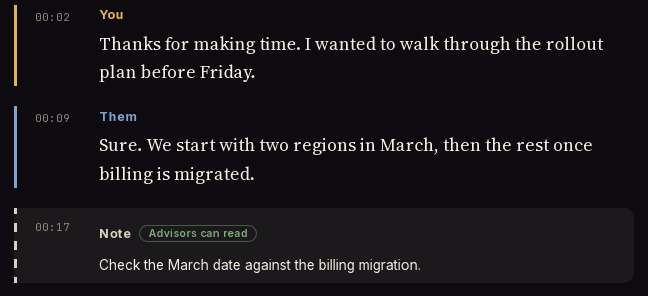 00:02 You
Thanks for making time. I wanted to walk through the rollout
plan before Friday.
00:09 Them
Sure. We start with two regions in March, then the rest once
billing is migrated.
00:17 Note Advisors can read
Check the March date against the billing migration.